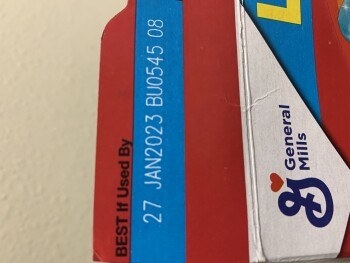 BEST If Used By
27 JAN2023 BU0545 08
General
Mills